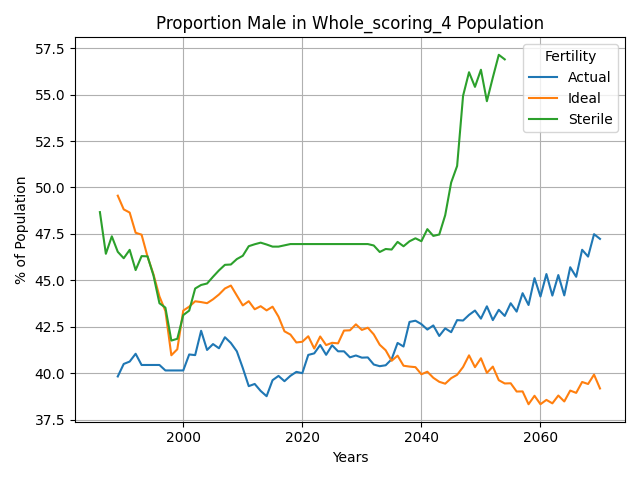 Proportion Male in Whole_scoring_4 Population
57.5
55.0
52.5
50.0
47.5
45.0
42.5
40.0
37.5
% of Population
Fertility
Actual
Ideal
Sterile
2000
2020
2040
2060
Years